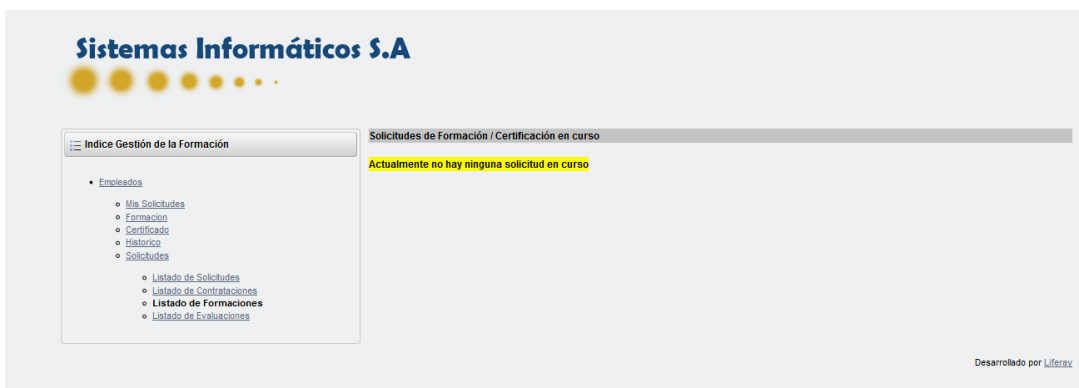 Sistemas Informáticos S.A
Indice Gestión de la Formación
Empleados
Mis Solicitudes
Formacion
Certificado
Historico
Solicitudes
Listado de Solicitudes
Listado de Contrataciones
Listado de Formaciones
Listado de Evaluaciones
Solicitudes de Formación / Certificación en curso
Actualmente no hay ninguna solicitud en curso
Desarrollado por Liferay